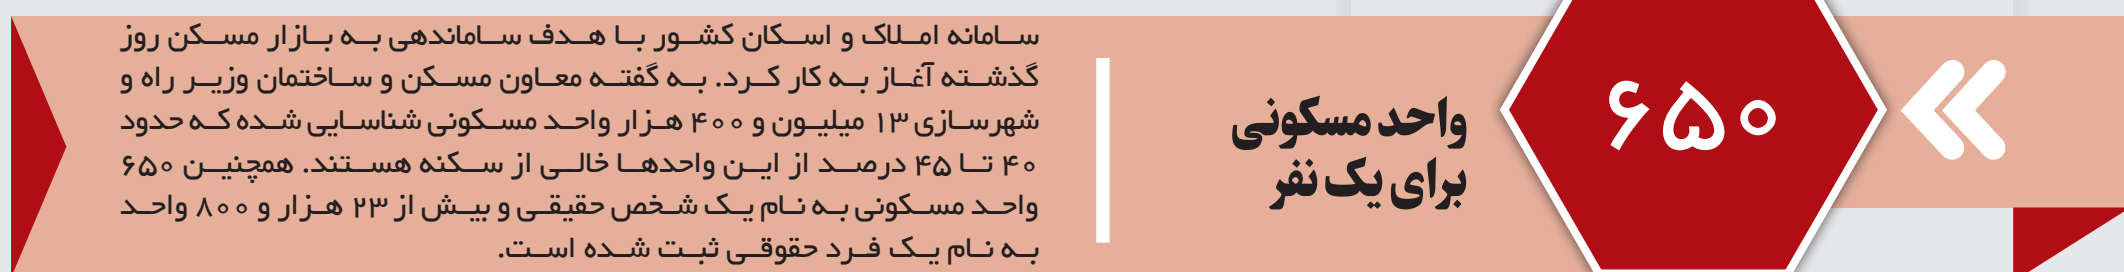 ۶۵۰
واحد مسکونی
برای یک نفر
سامانه املاک و اسکان کشور با هدف ساماندهی به بازار مسکن روز
گذشته آغاز به کار کرد. به گفته معاون مسکن و ساختمان وزیر راه و
شهرسازی ۱۳ میلیون و ۴۰۰ هزار واحد مسکونی شناسایی شده که حدود
۴۰ تا ۴۵ درصد از این واحدها خالی از سکنه هستند. همچنین ۶۵۰
واحد مسکونی به نام یک شخص حقیقی و بیش از ۲۳ هزار و ۸۰۰ واحد
به نام یک فرد حقوقی ثبت شده است.